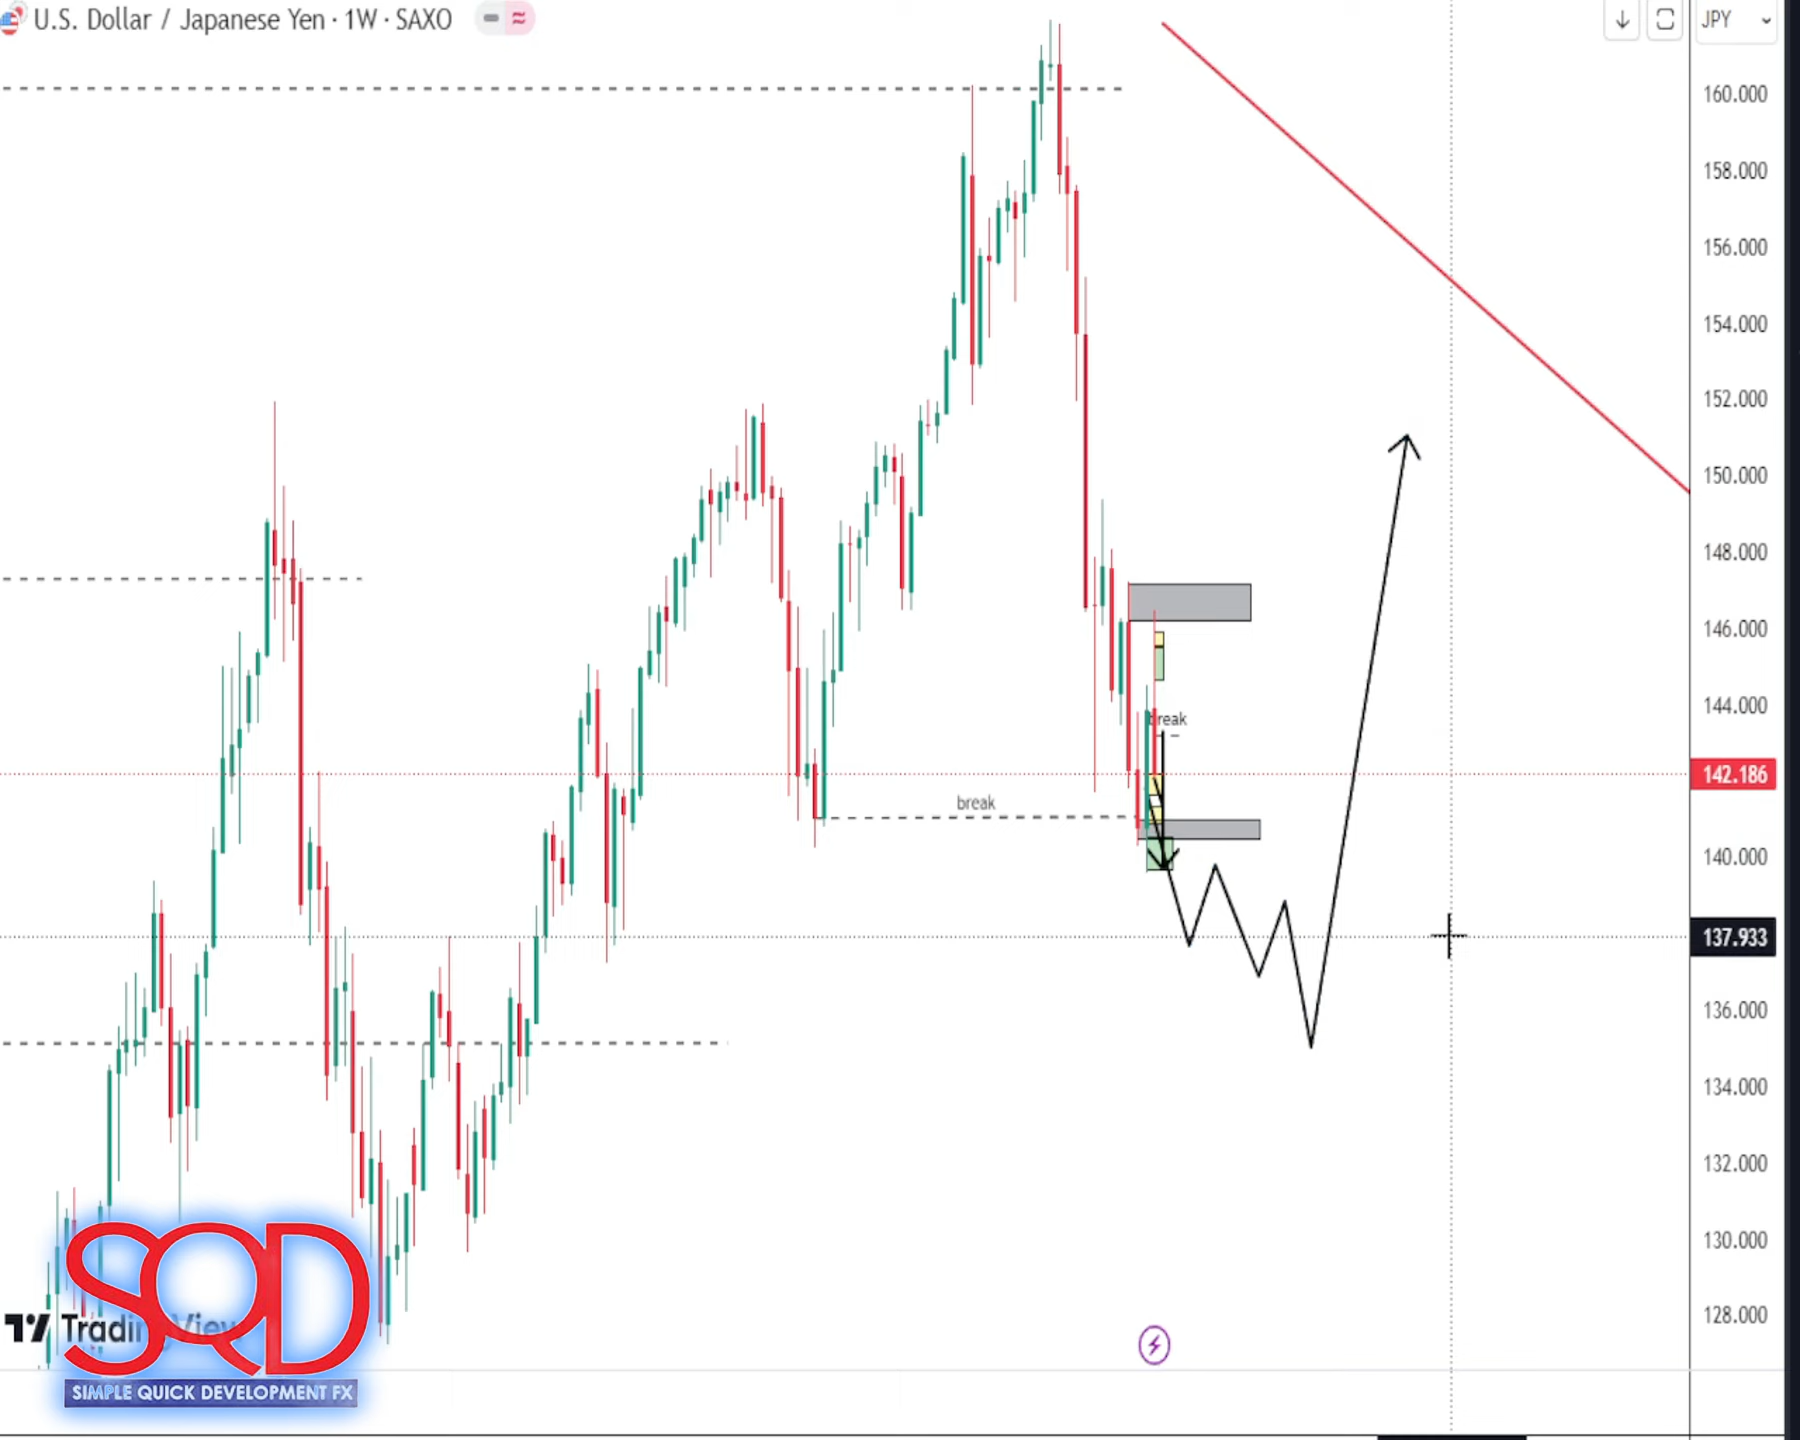 U.S. Dollar / Japanese Yen · 1W · SAXO
JPY
160.000
158.000
156.000
154.000
152.000
150.000
148.000
146.000
144.000
break
142.186
break
140.000
137.933
136.000
134.000
132.000
130.000
128.000
TradingView
SQD
SIMPLE QUICK DEVELOPMENT FX